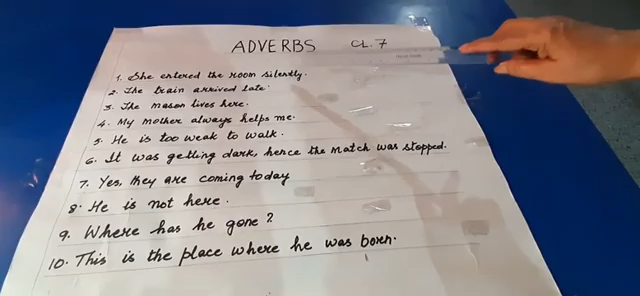 ADVERBS CL.7
1. She entered the room silently.
2. The train arrived late.
3. The mason lives here.
4. My mother always helps me.
5. He is too weak to walk.
6. It was getting dark, hence the match was stopped.
7. Yes, they are coming today
8. He is not here.
9. Where has he gone?
10. This is the place where he was born.